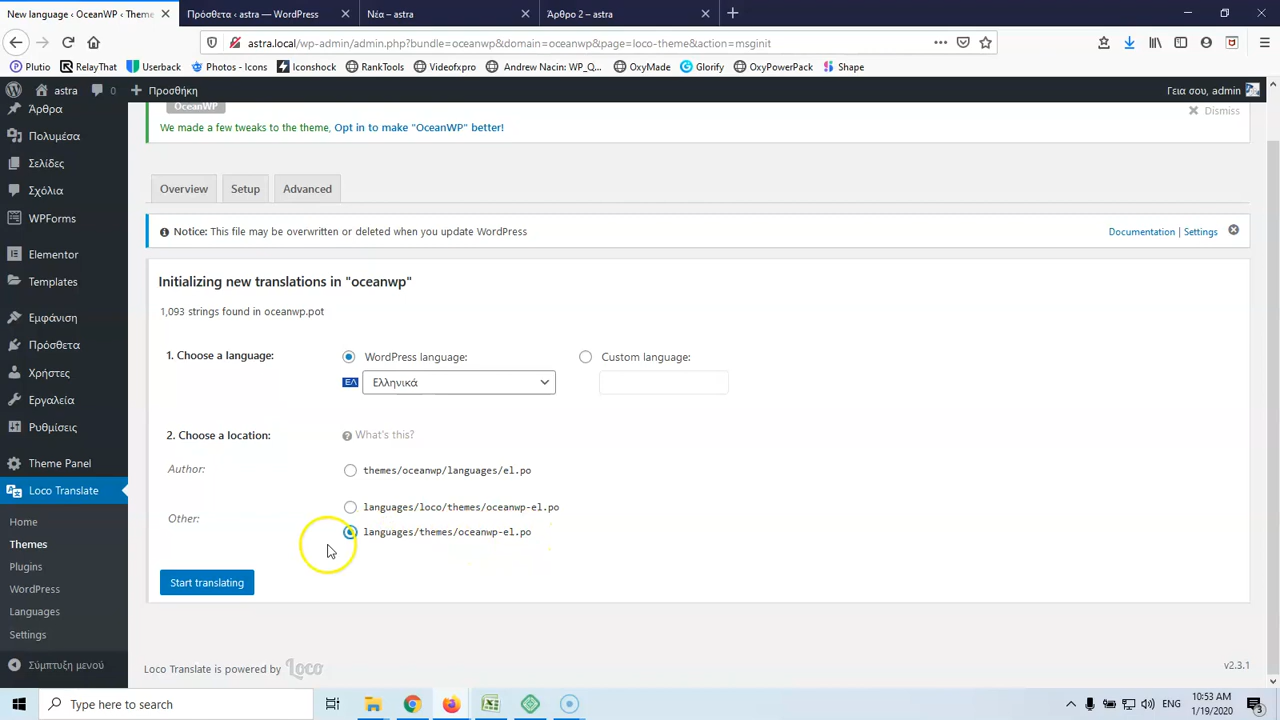 New language ‹ OceanWP ‹ Theme
Πρόσθετα ‹ astra — WordPress
Νέα – astra
Άρθρο 2 – astra
astra.local/wp-admin/admin.php?bundle=oceanwp&domain=oceanwp&page=loco-theme&action=msginit
Plutio
RelayThat
Userback
Photos - Icons
Iconshock
RankTools
Videofxpro
Andrew Nacin: WP_Q...
OxyMade
Glorify
OxyPowerPack
Shape
astra
Προσθήκη
Γεια σου, admin
Άρθρα
Πολυμέσα
Σελίδες
Σχόλια
WPForms
Elementor
Templates
Εμφάνιση
Πρόσθετα
Χρήστες
Εργαλεία
Ρυθμίσεις
Theme Panel
Loco Translate
Home
Themes
Plugins
WordPress
Languages
Settings
Σύμπτυξη μενού
OceanWP
Dismiss
We made a few tweaks to the theme, Opt in to make "OceanWP" better!
Overview
Setup
Advanced
Notice: This file may be overwritten or deleted when you update WordPress
Documentation | Settings
Initializing new translations in "oceanwp"
1,093 strings found in oceanwp.pot
1. Choose a language:
WordPress language:
Custom language:
ΕΛ
Ελληνικά
2. Choose a location:
What's this?
Author:
themes/oceanwp/languages/el.po
Other:
languages/loco/themes/oceanwp-el.po
languages/themes/oceanwp-el.po
Start translating
Loco Translate is powered by Loco
v2.3.1
Type here to search
ENG
10:53 AM
1/19/2020
3